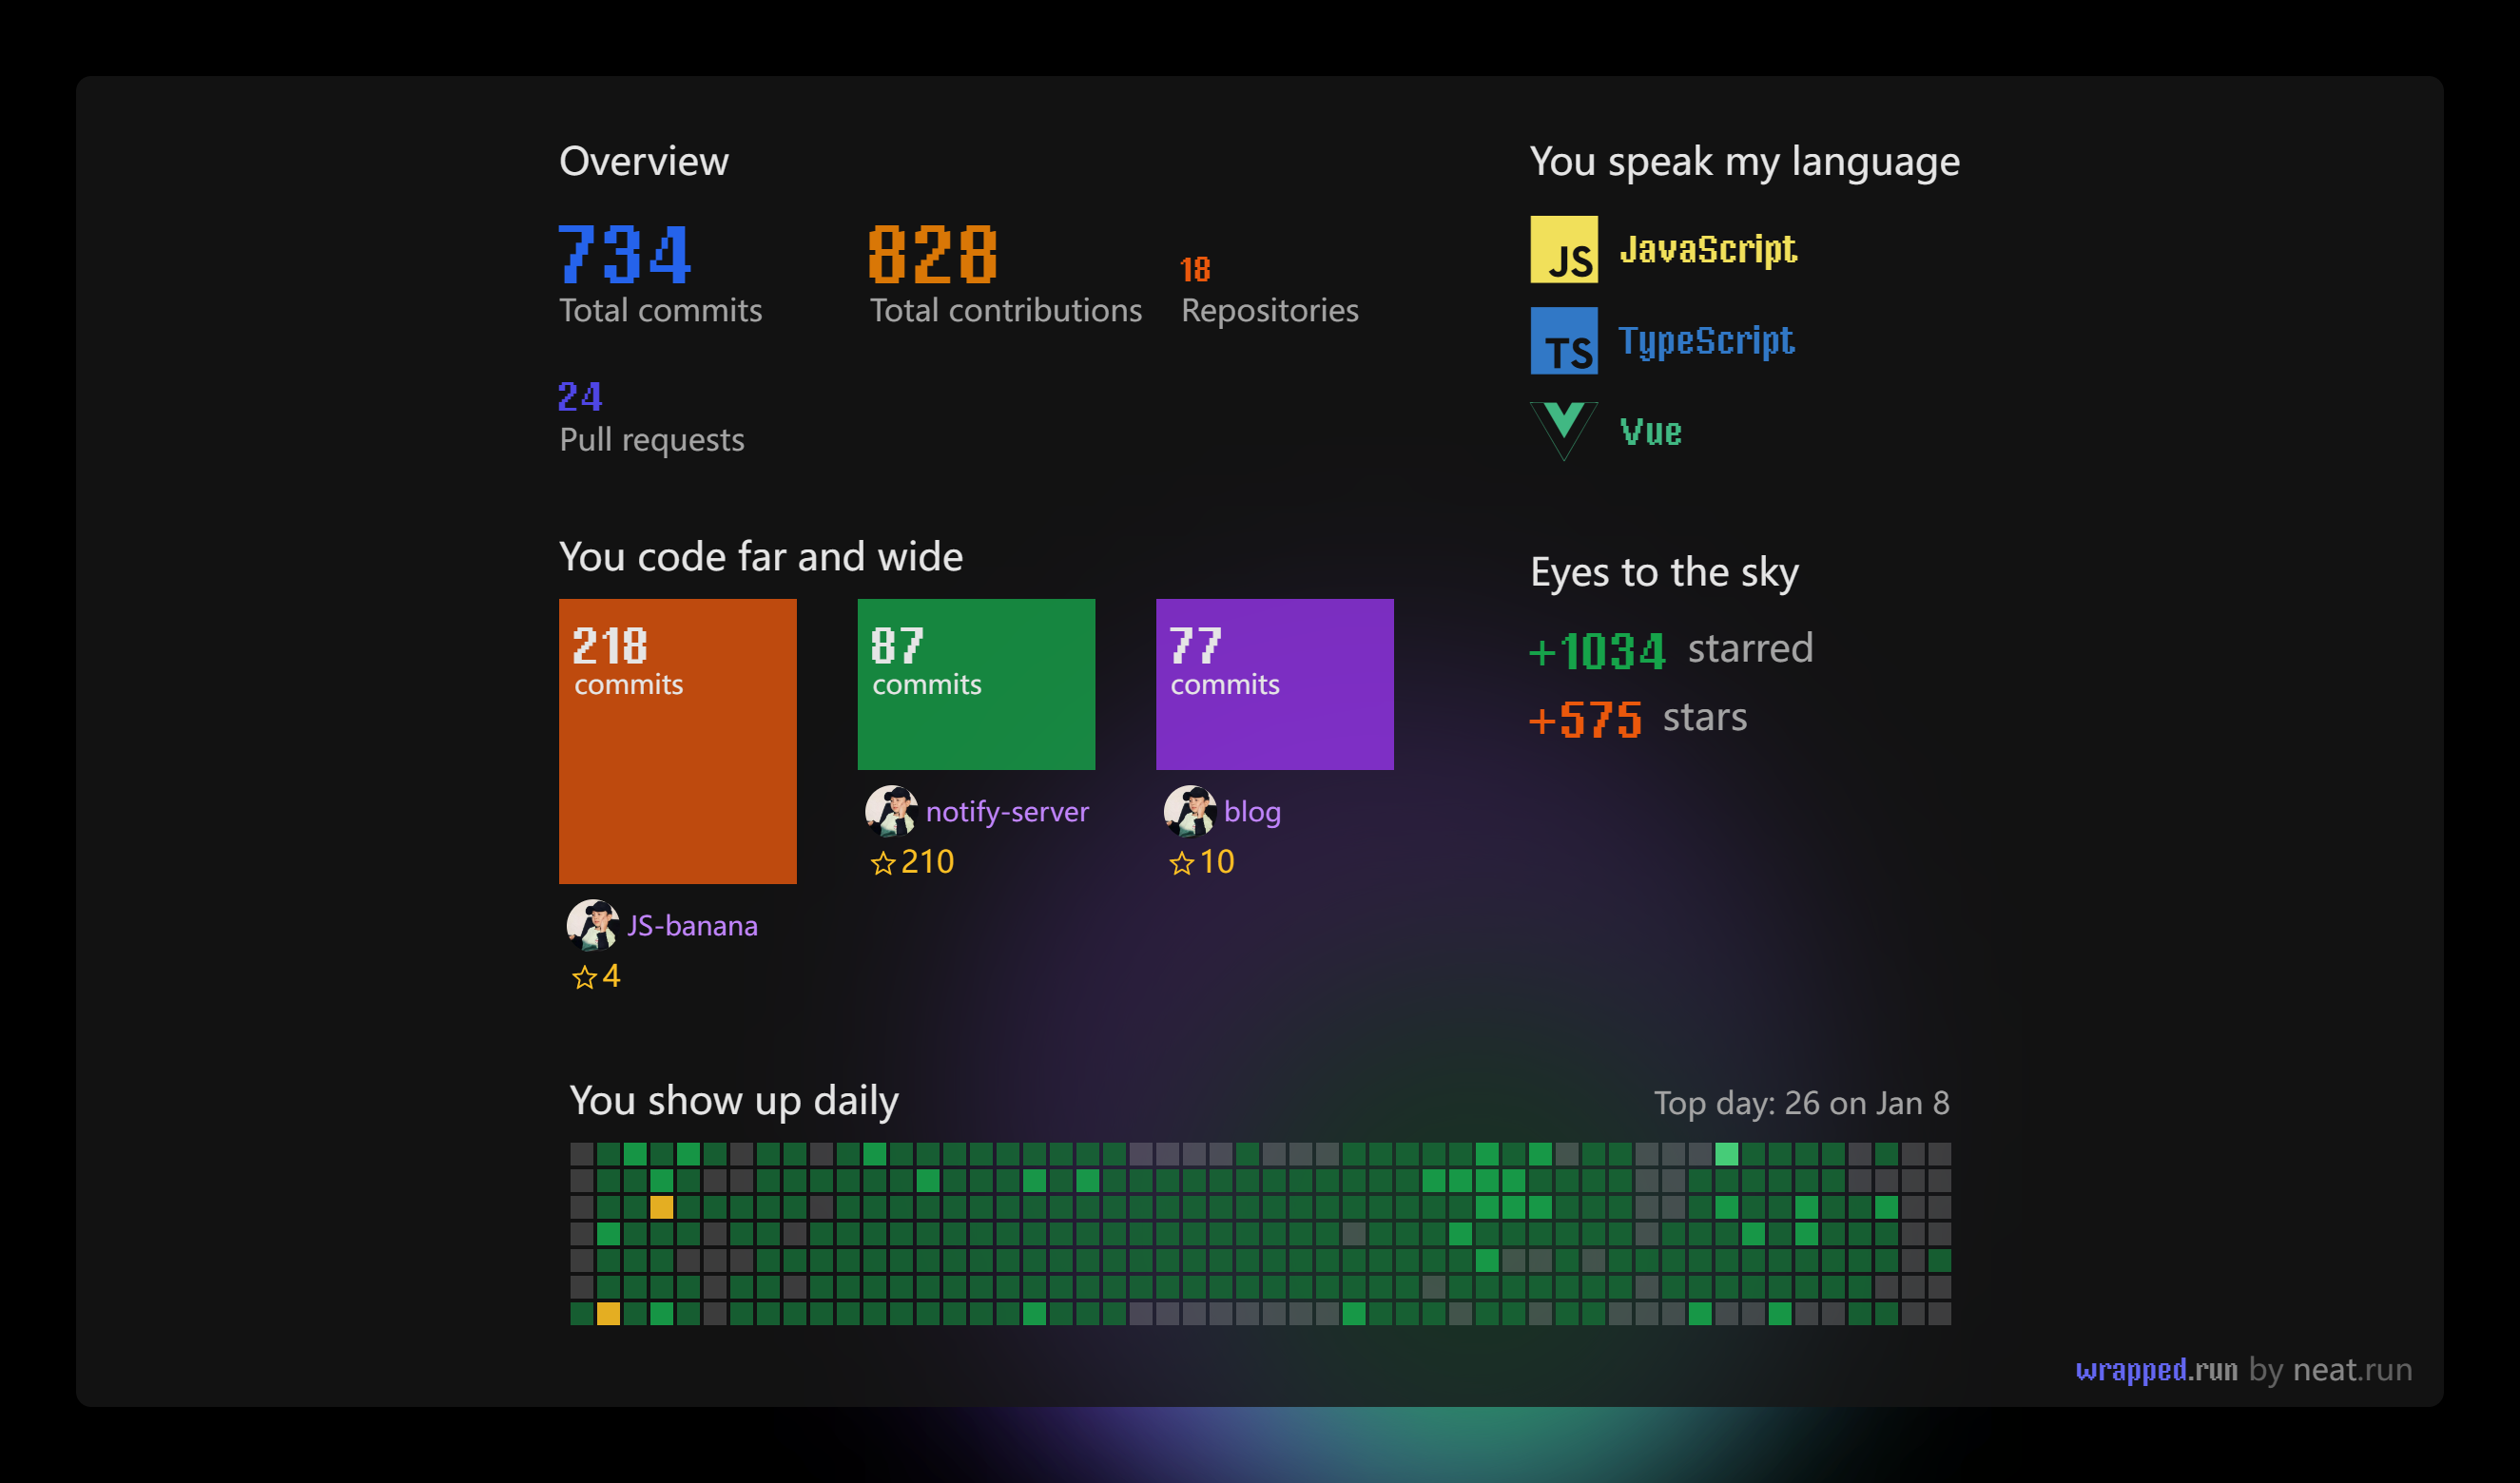 Overview
734
Total commits
828
Total contributions
18
Repositories
24
Pull requests
You speak my language
JS
JavaScript
TS
TypeScript
Vue
You code far and wide
218
commits
JS-banana
4
87
commits
notify-server
210
77
commits
blog
10
Eyes to the sky
+1034 starred
+575 stars
You show up daily
Top day: 26 on Jan 8
wrapped.run by neat.run